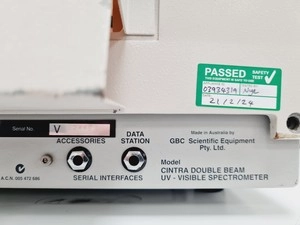 PASSED
SAFETY
TEST
THIS EQUIPMENT IS SAFE TO USE
21/2/24
Serial No.
V
Made in Australia by
GBC Scientific Equipment
Pty. Ltd.
ACCESSORIES
DATA
STATION
SERIAL INTERFACES
Model
CINTRA DOUBLE BEAM
UV - VISIBLE SPECTROMETER
A.C.N. 005 472 686